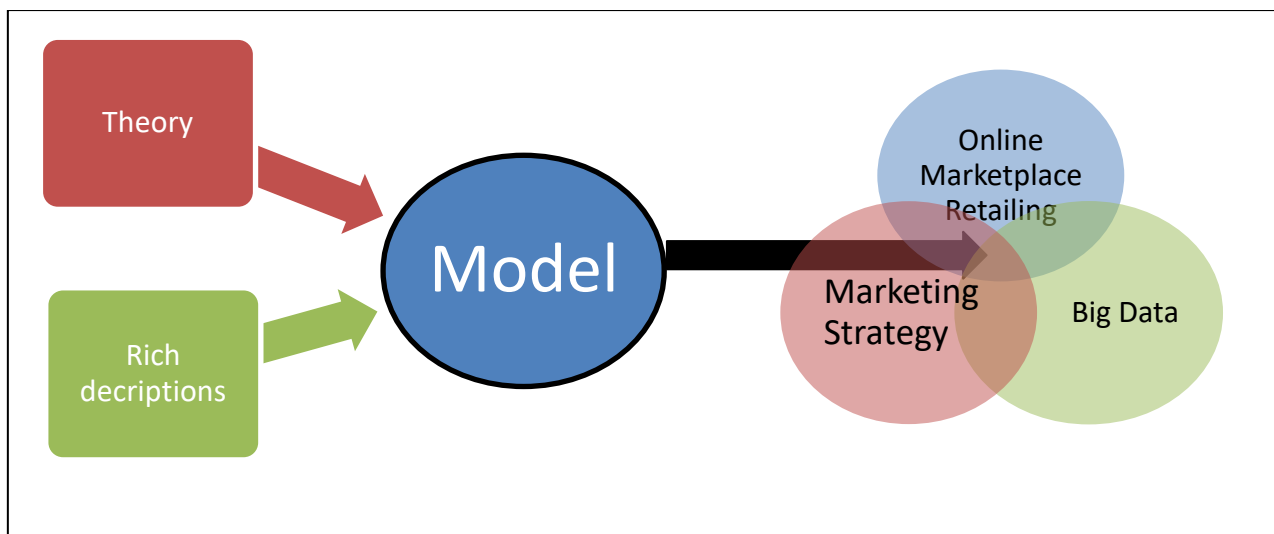 Theory
Rich
decriptions
Model
Online
Marketplace
Retailing
Marketing
Strategy
Big Data